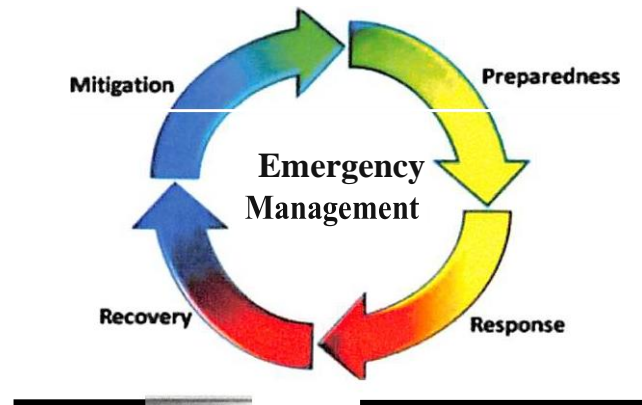 Mitigation
Preparedness
Emergency
Management
Recovery
Response